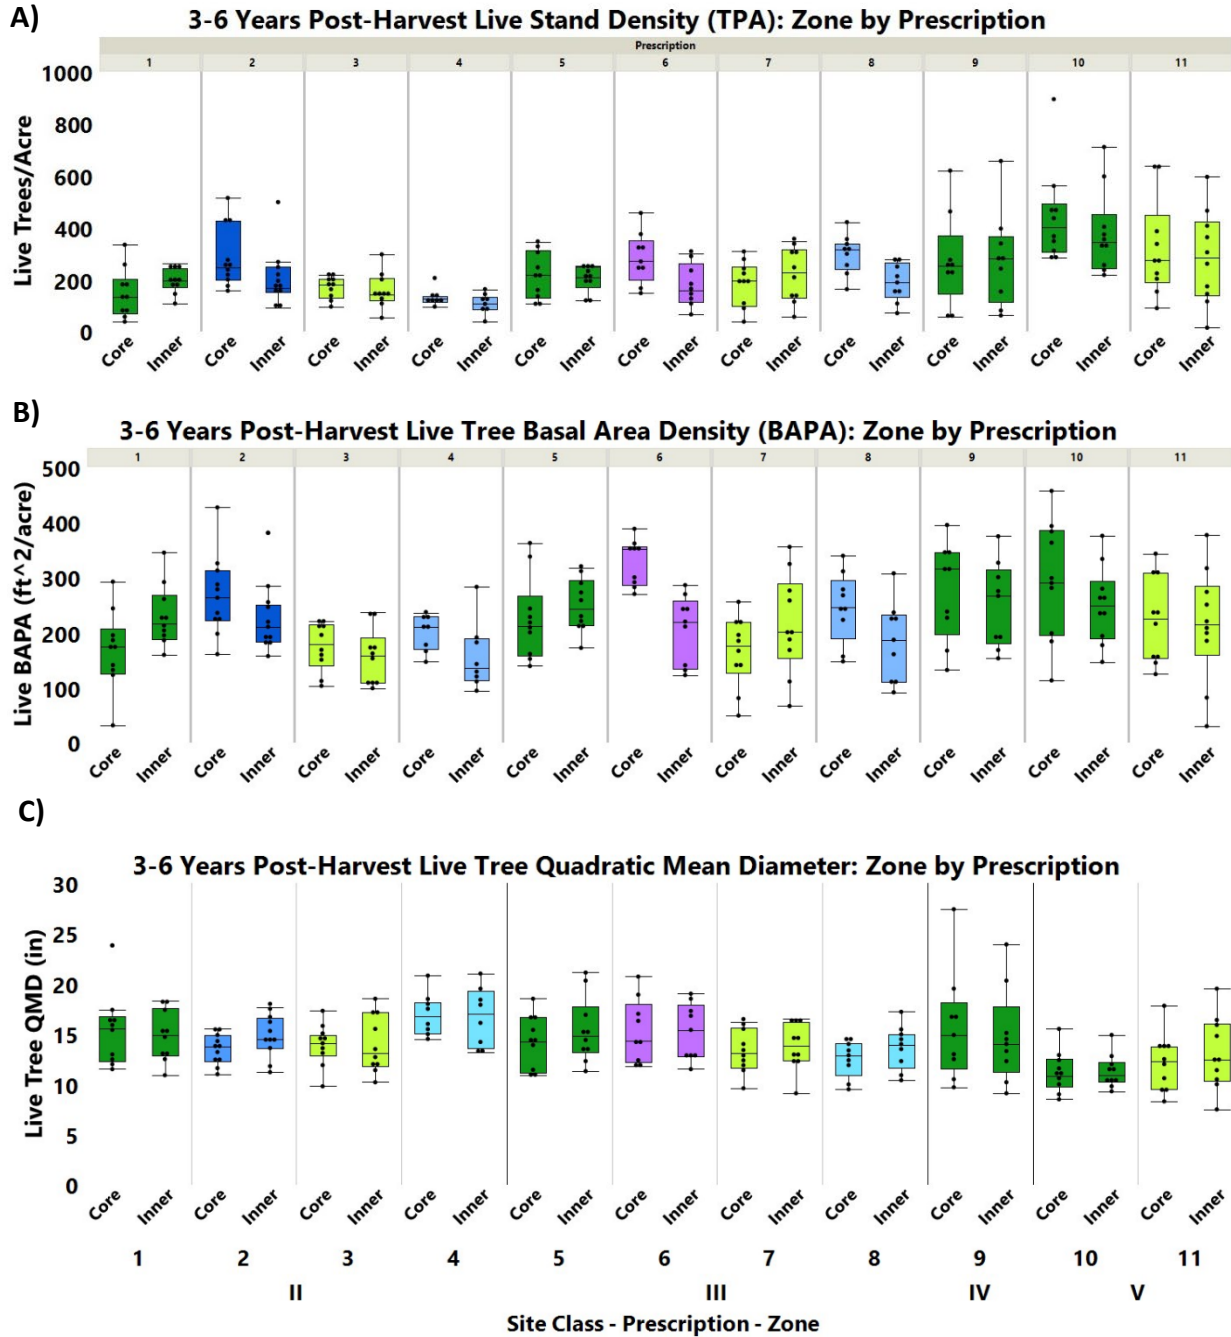 A)
3-6 Years Post-Harvest Live Stand Density (TPA): Zone by Prescription
Prescription
1 2 3 4 5 6 7 8 9 10 11
Live Trees/Acre
1000
800
600
400
200
0
Core Inner Core Inner Core Inner Core Inner Core Inner Core Inner Core Inner Core Inner Core Inner Core Inner Core Inner
B)
3-6 Years Post-Harvest Live Tree Basal Area Density (BAPA): Zone by Prescription
1 2 3 4 5 6 7 8 9 10 11
Live BAPA (ft^2/acre)
500
400
300
200
100
0
Core Inner Core Inner Core Inner Core Inner Core Inner Core Inner Core Inner Core Inner Core Inner Core Inner Core Inner
C)
3-6 Years Post-Harvest Live Tree Quadratic Mean Diameter: Zone by Prescription
Live Tree QMD (in)
30
25
20
15
10
5
0
Core Inner Core Inner Core Inner Core Inner Core Inner Core Inner Core Inner Core Inner Core Inner Core Inner Core Inner
1 2 3 4 5 6 7 8 9 10 11
II III IV V
Site Class - Prescription - Zone